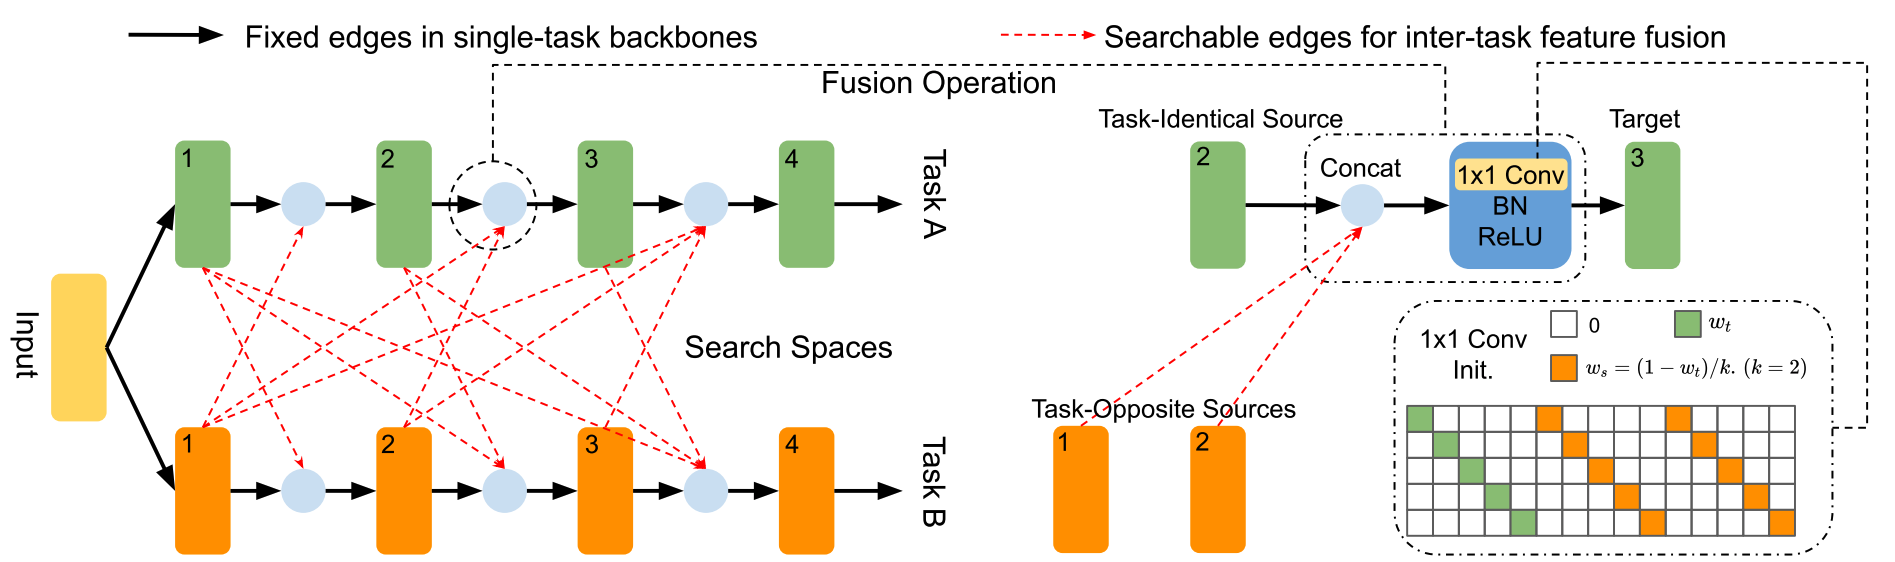 Fixed edges in single-task backbones
Searchable edges for inter-task feature fusion
Fusion Operation
Input
1
2
3
4
Task A
Search Spaces
1
2
3
4
Task B
Task-Identical Source
Target
2
Concat
1x1 Conv
BN
ReLU
3
Task-Opposite Sources
1
2
1x1 Conv
Init.
0
w_t
w_s = (1 − w_t)/k. (k = 2)